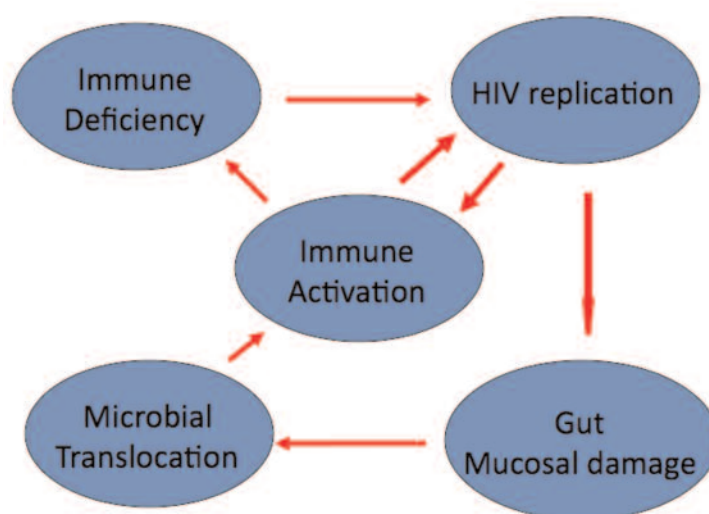 Immune
Deficiency
HIV replication
Immune
Activation
Microbial
Translocation
Gut
Mucosal damage